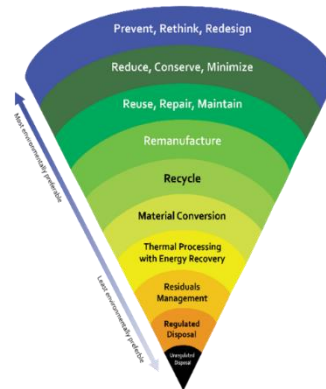 Prevent, Rethink, Redesign
Reduce, Conserve, Minimize
Reuse, Repair, Maintain
Remanufacture
Recycle
Material Conversion
Thermal Processing
with Energy Recovery
Residuals
Management
Regulated
Disposal
Unregulated
Disposal
Most environmentally preferable
Least environmentally preferble